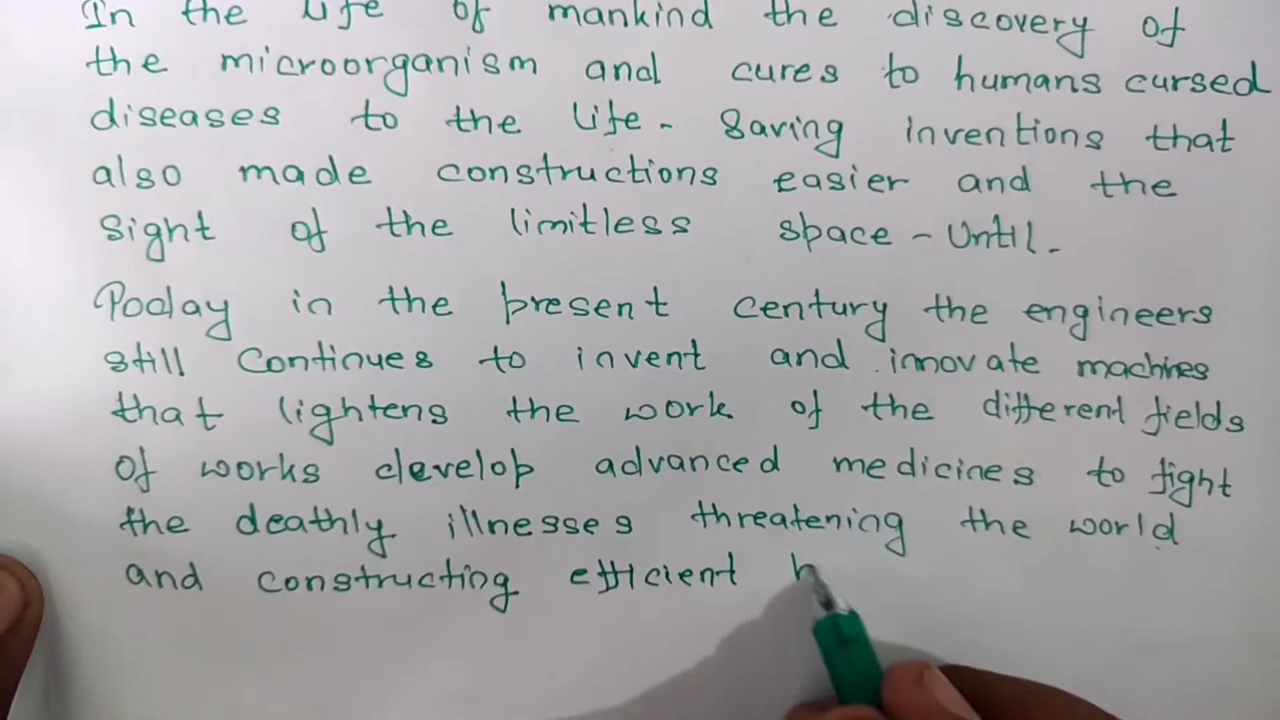 In the life of mankind the discovery of
the microorganism and cures to humans cursed
diseases to the life - Saving inventions that
also made constructions easier and the
sight of the limitless space - Until.
Poday in the present century the engineers
still continues to invent and innovate machines
that lightens the work of the different fields
of works develop advanced medicines to fight
the deathly illnesses threatening the world
and constructing efficient